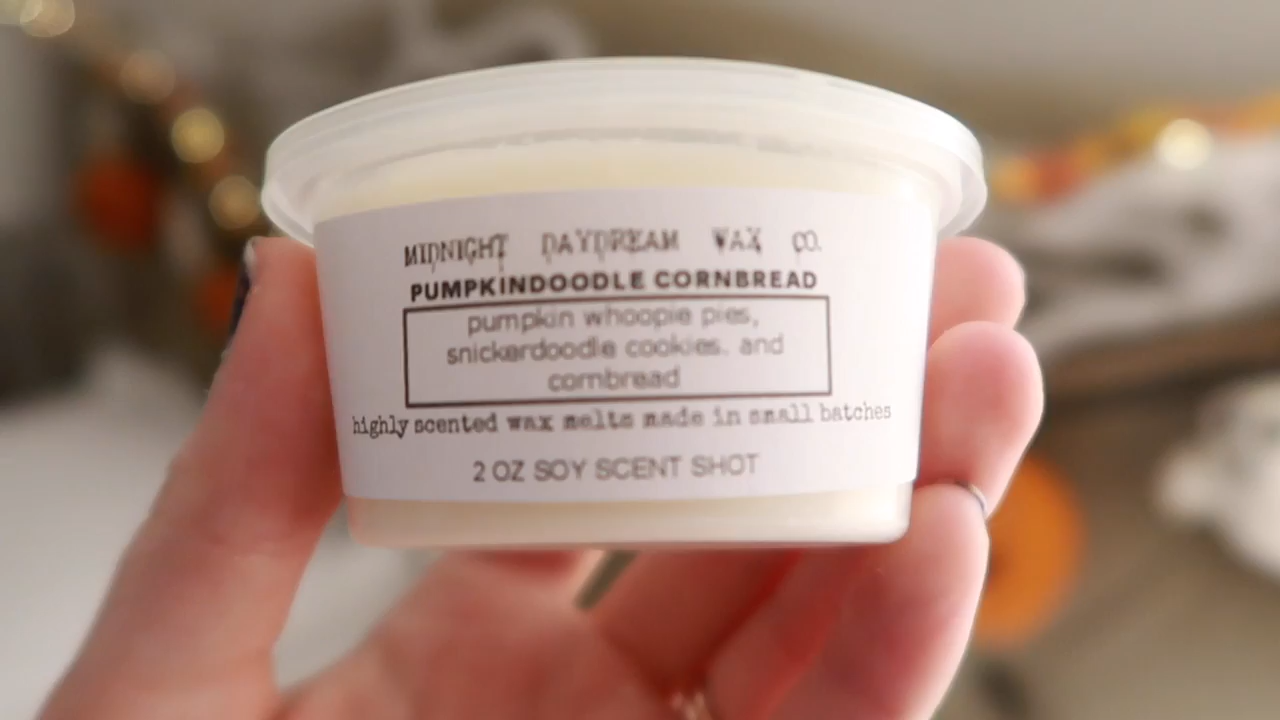 MIDNIGHT DAYDREAM WAX CO.
PUMPKINDOODLE CORNBREAD
pumpkin whoopie pies,
snickerdoodle cookies. and
cornbread
highly scented wax melts made in small batches
2 OZ SOY SCENT SHOT